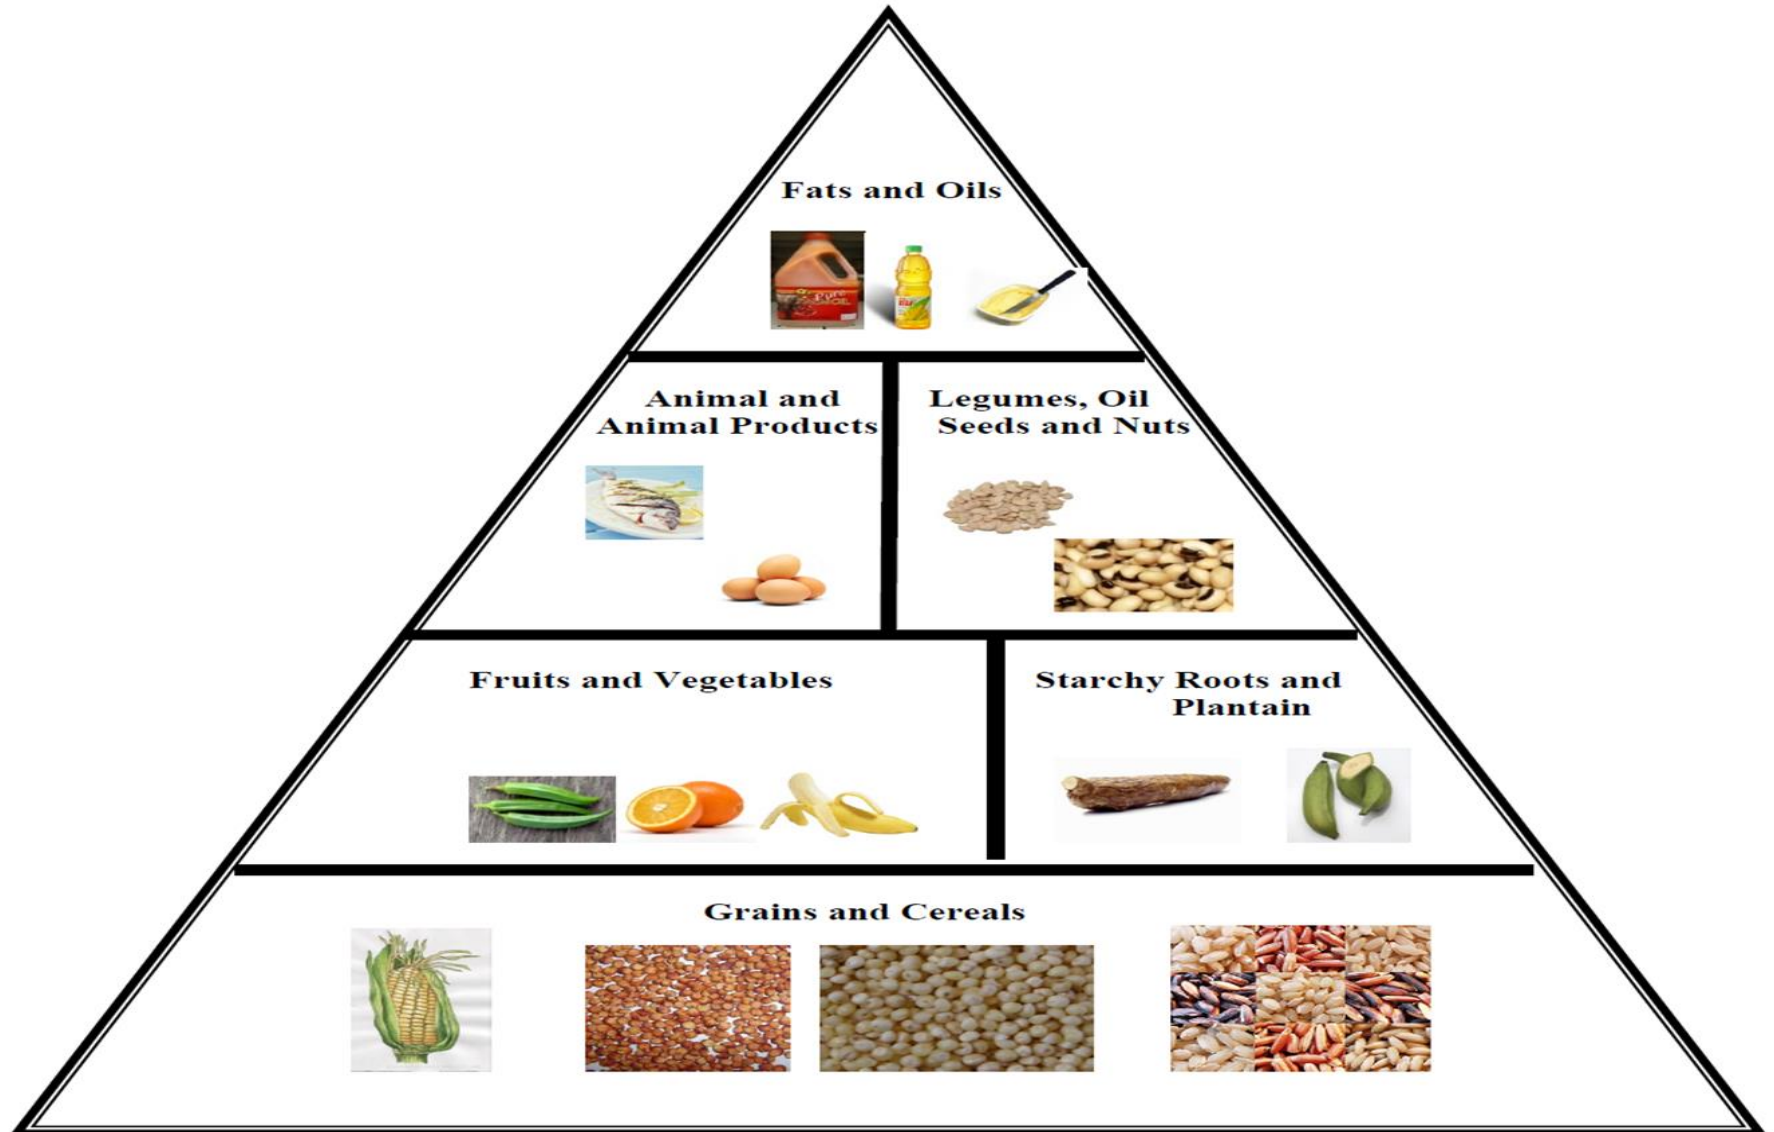 Fats and Oils
Pure
Animal and
Animal Products
Legumes, Oil
Seeds and Nuts
Fruits and Vegetables
Starchy Roots and
Plantain
Grains and Cereals